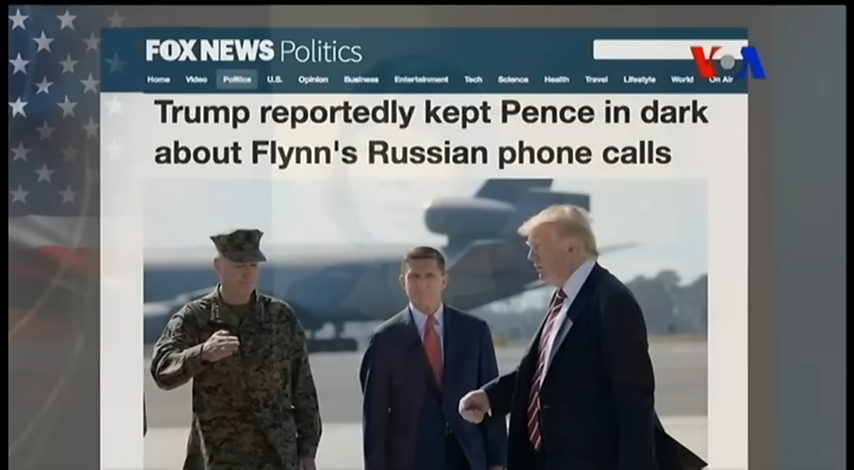 FOX NEWS Politics
VOA
Home Video Politics U.S. Opinion Business Entertainment Tech Science Health Travel Lifestyle World On Air
Trump reportedly kept Pence in dark
about Flynn's Russian phone calls